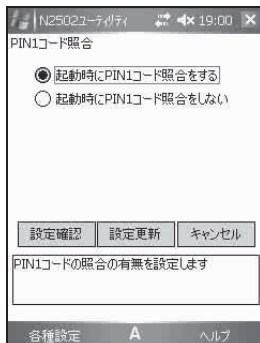 N2502ユーティリティ 19:00
PIN1コード照合
起動時にPIN1コード照合をする
起動時にPIN1コード照合をしない
設定確認 設定更新 キャンセル
PIN1コードの照合の有無を設定します
各種設定 A ヘルプ